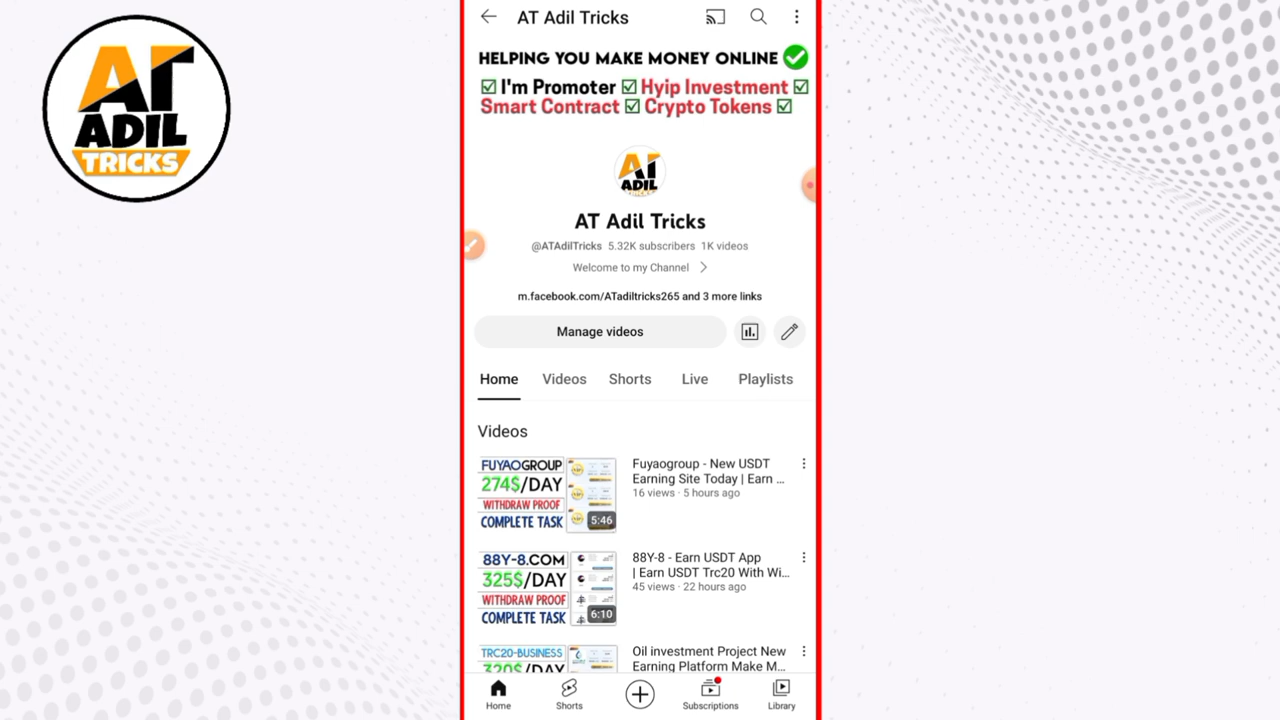 AT
ADIL
TRICKS
AT Adil Tricks
HELPING YOU MAKE MONEY ONLINE
I'm Promoter Hyip Investment
Smart Contract Crypto Tokens
AT
ADIL
AT Adil Tricks
@ATAdilTricks 5.32K subscribers 1K videos
Welcome to my Channel
m.facebook.com/ATadiltricks265 and 3 more links
Manage videos
Home Videos Shorts Live Playlists
Videos
FUYAOGROUP
274$/DAY
WITHDRAW PROOF
COMPLETE TASK
5:46
Fuyaogroup - New USDT
Earning Site Today | Earn ...
16 views · 5 hours ago
88Y-8.COM
325$/DAY
WITHDRAW PROOF
COMPLETE TASK
6:10
88Y-8 - Earn USDT App
| Earn USDT Trc20 With Wi...
45 views · 22 hours ago
TRC20-BUSINESS
320$/DAY
Oil investment Project New
Earning Platform Make M...
Home Shorts Subscriptions Library